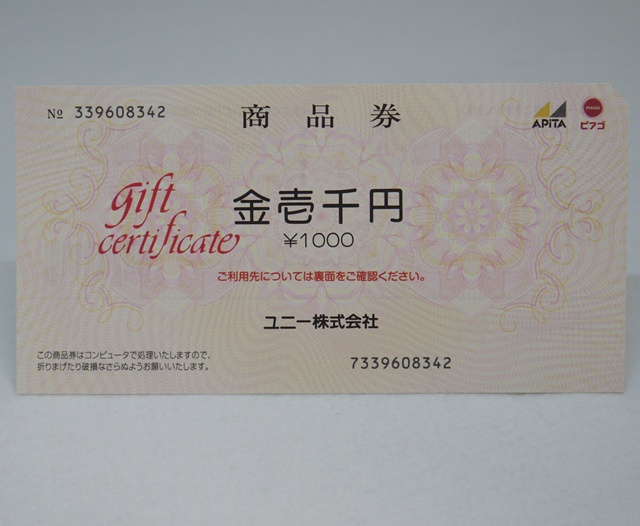 № 339608342
商品券
APiTA
PIAGO
ピアゴ
gift
certificate
金壱千円
¥1000
ご利用先については裏面をご確認ください。
ユニー株式会社
この商品券はコンピュータで処理いたしますので、
折りまげたり破損なさらぬようお願いいたします。
7339608342